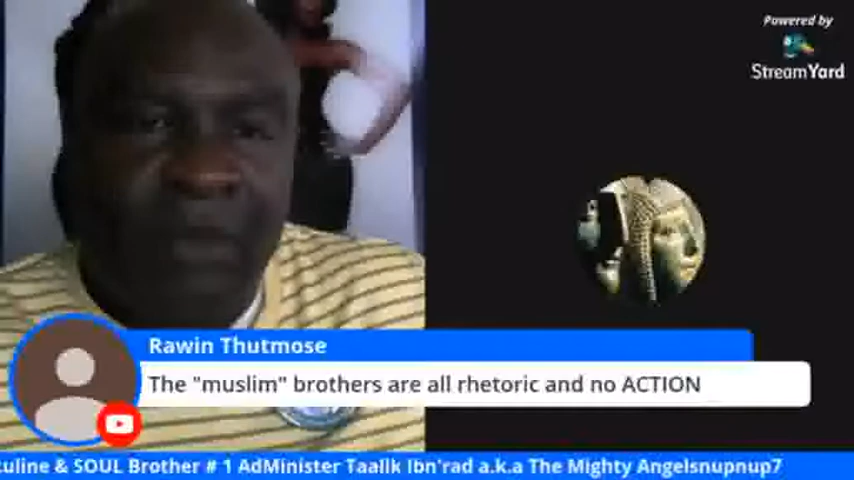 Powered by
StreamYard
Rawin Thutmose
The "muslim" brothers are all rhetoric and no ACTION
culine & SOUL Brother # 1 AdMinister Taalik Ibn'rad a.k.a The Mighty Angelsnupnup7